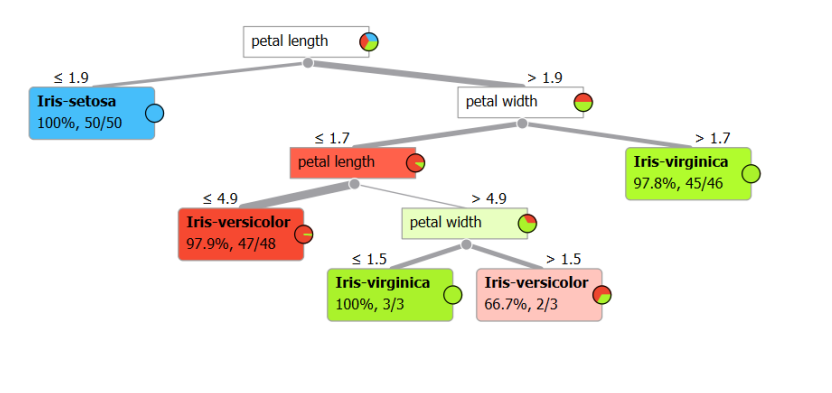 petal length
≤ 1.9
> 1.9
Iris-setosa
100%, 50/50
petal width
≤ 1.7
> 1.7
petal length
Iris-virginica
97.8%, 45/46
≤ 4.9
> 4.9
Iris-versicolor
97.9%, 47/48
petal width
≤ 1.5
> 1.5
Iris-virginica
100%, 3/3
Iris-versicolor
66.7%, 2/3